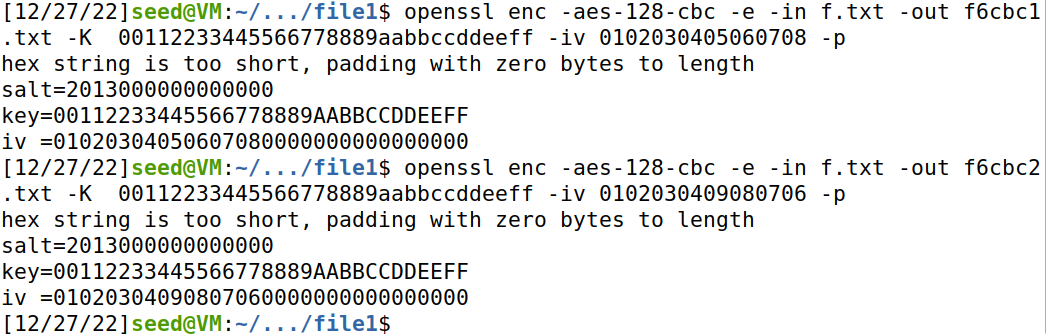 [12/27/22]seed@VM:~/.../file1$ openssl enc -aes-128-cbc -e -in f.txt -out f6cbc1
.txt -K  00112233445566778889aabbccddeeff -iv 0102030405060708 -p
hex string is too short, padding with zero bytes to length
salt=2013000000000000
key=00112233445566778889AABBCCDDEEFF
iv =01020304050607080000000000000000
[12/27/22]seed@VM:~/.../file1$ openssl enc -aes-128-cbc -e -in f.txt -out f6cbc2
.txt -K  00112233445566778889aabbccddeeff -iv 0102030409080706 -p
hex string is too short, padding with zero bytes to length
salt=2013000000000000
key=00112233445566778889AABBCCDDEEFF
iv =01020304090807060000000000000000
[12/27/22]seed@VM:~/.../file1$